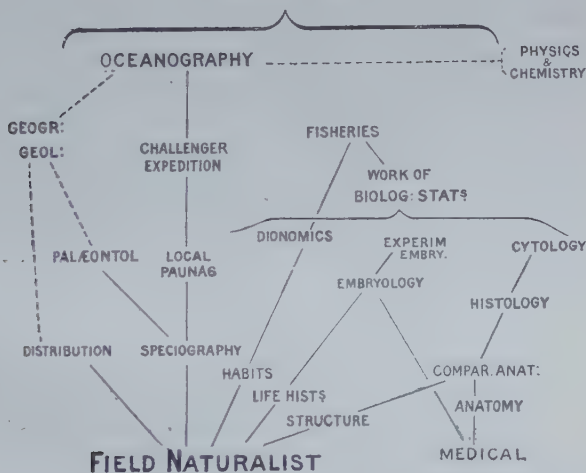 OCEANOGRAPHY
PHYSICS
&
CHEMISTRY
GEOGR:
GEOL:
CHALLENGER
EXPEDITION
FISHERIES
WORK OF
BIOLOG: STATS
DIONOMICS
EXPERIM
EMBRY.
CYTOLOGY
PALÆONTOL
LOCAL
PAUNÁG
EMBRYOLOGY
HISTOLOGY
DISTRIBUTION
SPECIOGRAPHY
HABITS
COMPAR. ANAT:
LIFE HISTS
ANATOMY
STRUCTURE
FIELD NATURALIST
MEDICAL